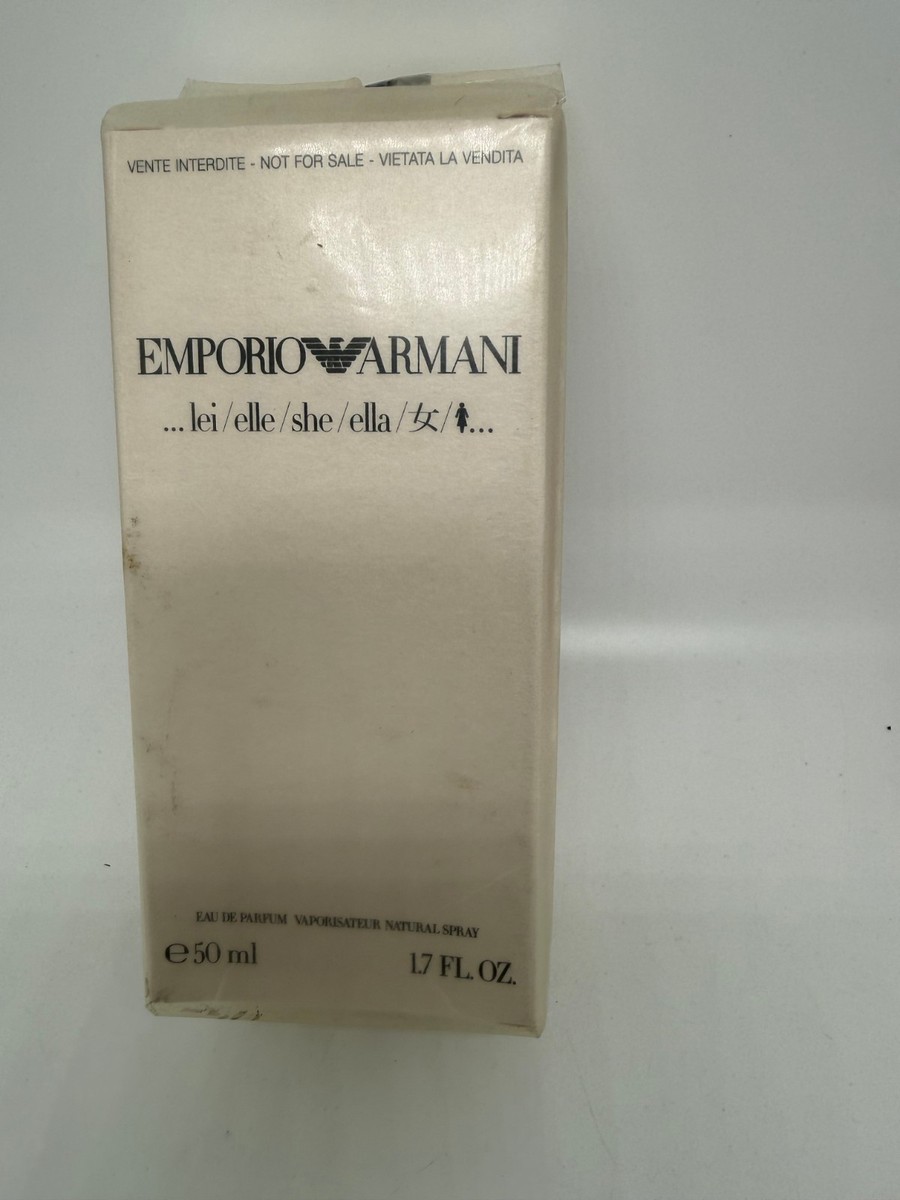 VENTE INTERDITE - NOT FOR SALE - VIETATA LA VENDITA
EMPORIO ARMANI
...lei/elle/she/ella/女/...
EAU DE PARFUM VAPORISATEUR NATURAL SPRAY
℮ 50 ml 1.7 FL. OZ.